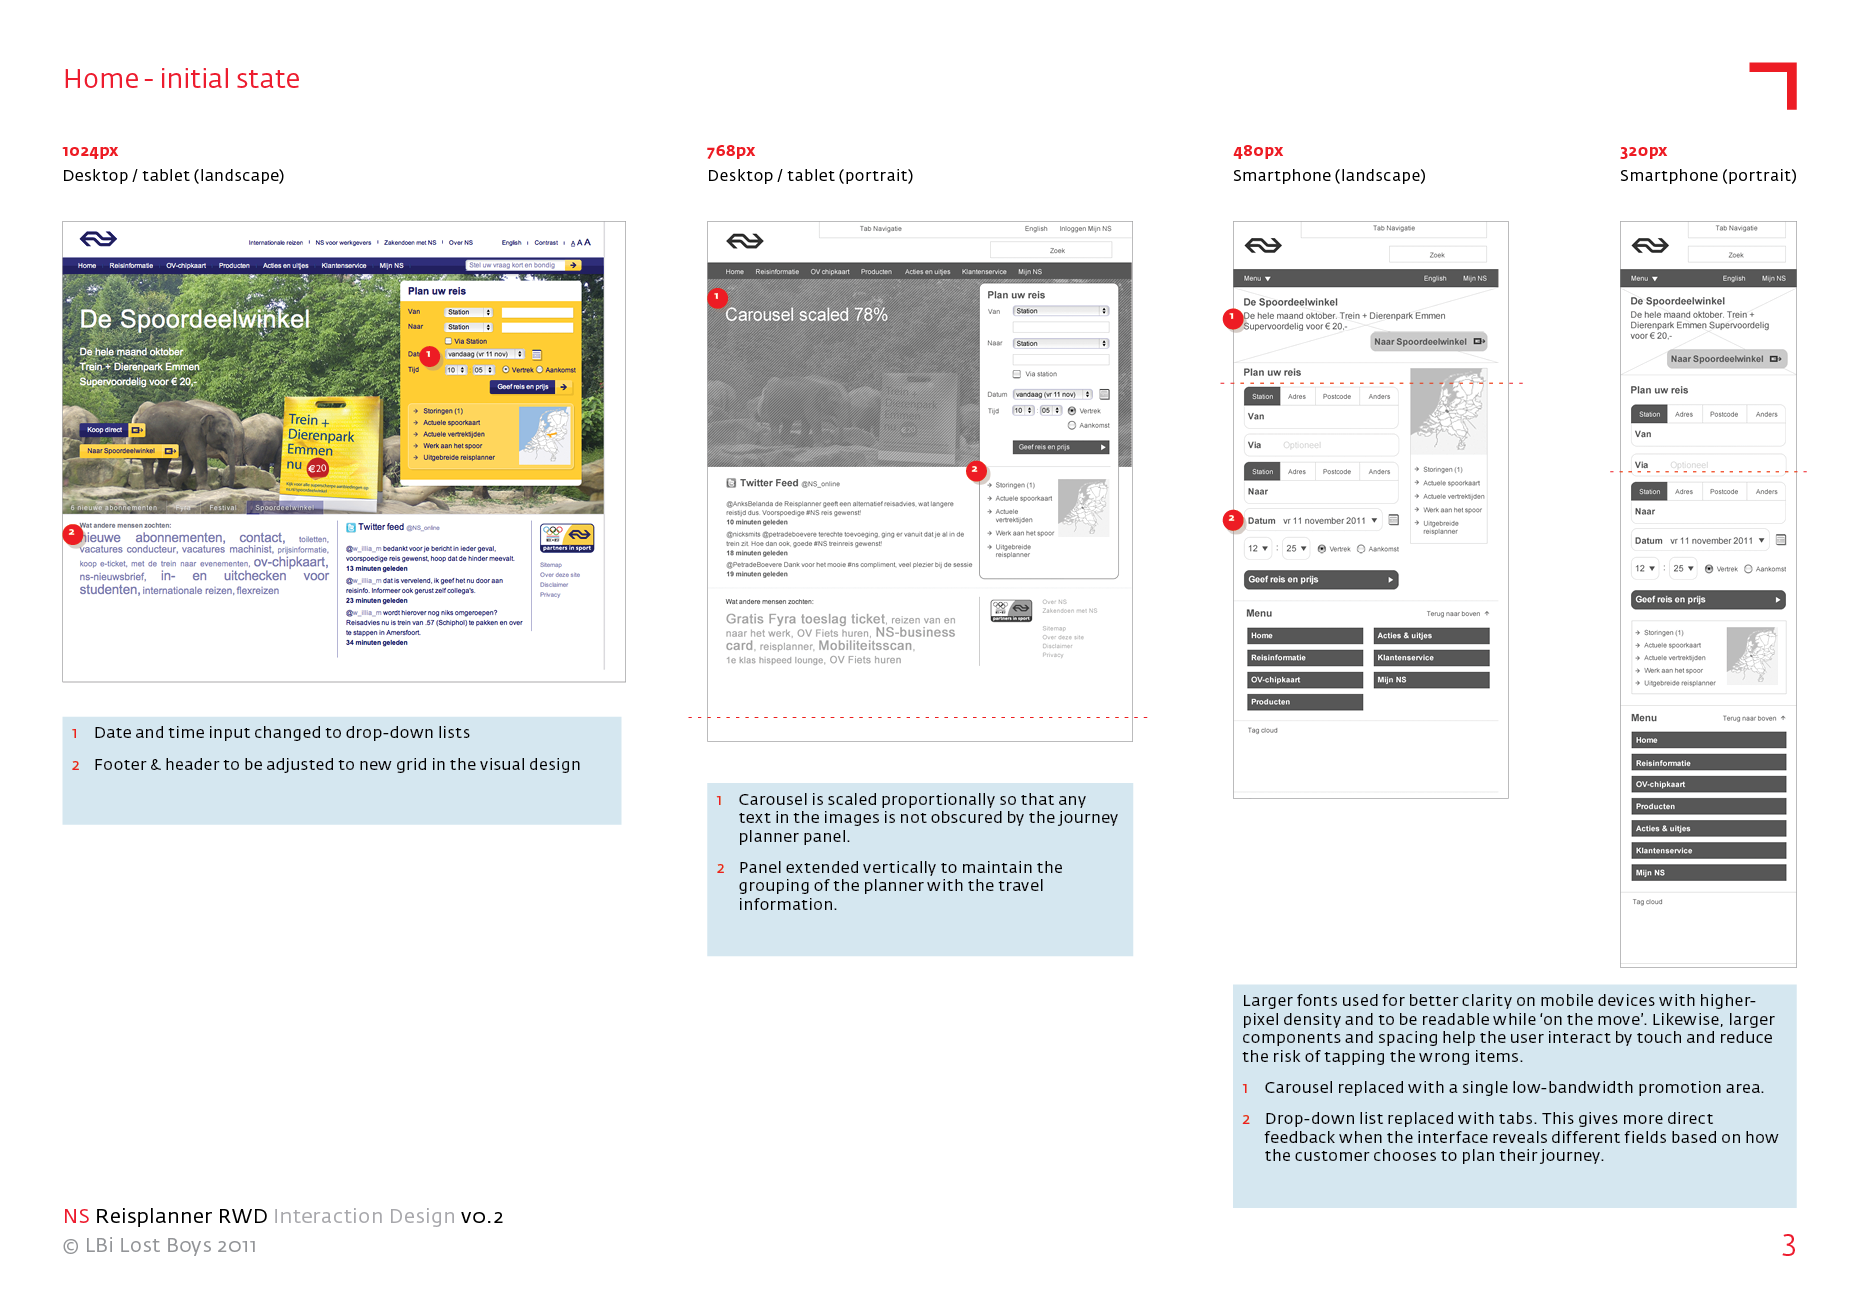 Home - initial state
1024px
Desktop / tablet (landscape)
768px
Desktop / tablet (portrait)
480px
Smartphone (landscape)
320px
Smartphone (portrait)
Internationale reizen
NS voor werkgevers
Zakendoen met NS
Over NS
English
Contrast
A A A
Home
Reisinformatie
OV-chipkaart
Producten
Acties en uitjes
Klantenservice
Mijn NS
Stel uw vraag kort en bondig
De Spoordeelwinkel
De hele maand oktober
Trein + Dierenpark Emmen
Supervoordelig voor € 20,-
Koop direct
Naar Spoordeelwinkel
Trein +
Dierenpark
Emmen
nu €20
Plan uw reis
Van
Station
Naar
Station
Via Station
1
vandaag (vr 11 nov)
Tijd
10
05
Vertrek
Aankomst
Geef reis en prijs
Storingen (1)
Actuele spoorkaart
Actuele vertrektijden
Werk aan het spoor
Uitgebreide reisplanner
6 nieuwe abonnementen
Fyra
Festival
Spoordeelwinkel
2
Wat andere mensen zochten:
nieuwe abonnementen, contact, toiletten,
vacatures conducteur, vacatures machinist, prijsinformatie,
koop e-ticket, met de trein naar evenementen, ov-chipkaart,
ns-nieuwsbrief, in- en uitchecken voor
studenten, internationale reizen, flexreizen
Twitter feed @NS_online
@w_illia_m bedankt voor je bericht in ieder geval,
voorspoedige reis gewenst, hoop dat de hinder meevalt.
13 minuten geleden
@w_illia_m dat is vervelend, ik geef het nu door aan
reisinfo. Informeer ook gerust zelf collega's.
23 minuten geleden
@w_illia_m wordt hierover nog niks omgeroepen?
Reisadvies nu is trein van .57 (Schiphol) te pakken en over
te stappen in Amersfoort.
34 minuten geleden
partners in sport
Sitemap
Over deze site
Disclaimer
Privacy
1 Date and time input changed to drop-down lists
2 Footer & header to be adjusted to new grid in the visual design
Tab Navigatie
English
Inloggen Mijn NS
Zoek
Home
Reisinformatie
OV chipkaart
Producten
Acties en uitjes
Klantenservice
Mijn NS
1
Carousel scaled 78%
Plan uw reis
Van
Station
Naar
Station
Via station
Datum
vandaag (vr 11 nov)
Tijd
10
05
Vertrek
Aankomst
Geef reis en prijs
2
Storingen (1)
Actuele spoorkaart
Actuele
vertrektijden
Werk aan het spoor
Uitgebreide
reisplanner
Twitter Feed @NS_online
@AnksBelanda de Reisplanner geeft een alternatief reisadvies, wat langere
reistijd dus. Voorspoedige #NS reis gewenst!
10 minuten geleden
@nicksmits @petradeboevere terechte toevoeging, ging er vanuit dat je al in de
trein zit. Hoe dan ook, goede #NS treinreis gewenst!
18 minuten geleden
@PetradeBoevere Dank voor het mooie #ns compliment, veel plezier bij de sessie
19 minuten geleden
Wat andere mensen zochten:
Gratis Fyra toeslag ticket, reizen van en
naar het werk, OV Fiets huren, NS-business
card, reisplanner, Mobiliteitsscan,
1e klas hispeed lounge, OV Fiets huren
partners in sport
Over NS
Zakendoen met NS
Sitemap
Over deze site
Disclaimer
Privacy
1 Carousel is scaled proportionally so that any
text in the images is not obscured by the journey
planner panel.
2 Panel extended vertically to maintain the
grouping of the planner with the travel
information.
Tab Navigatie
Zoek
Menu
English
Mijn NS
1
De Spoordeelwinkel
De hele maand oktober. Trein + Dierenpark Emmen
Supervoordelig voor € 20,-
Naar Spoordeelwinkel
Plan uw reis
Station
Adres
Postcode
Anders
Van
Via
Optioneel
Station
Adres
Postcode
Anders
Naar
2
Datum
vr 11 november 2011
12 : 25
Vertrek
Aankomst
Geef reis en prijs
Storingen (1)
Actuele spoorkaart
Actuele vertrektijden
Werk aan het spoor
Uitgebreide
reisplanner
Menu
Terug naar boven
Home
Acties & uitjes
Reisinformatie
Klantenservice
OV-chipkaart
Mijn NS
Producten
Tag cloud
Tab Navigatie
Zoek
Menu
English
Mijn NS
De Spoordeelwinkel
De hele maand oktober. Trein +
Dierenpark Emmen Supervoordelig
voor € 20,-
Naar Spoordeelwinkel
Plan uw reis
Station
Adres
Postcode
Anders
Van
Via
Optioneel
Station
Adres
Postcode
Anders
Naar
Datum
vr 11 november 2011
12 : 25
Vertrek
Aankomst
Geef reis en prijs
Storingen (1)
Actuele spoorkaart
Actuele vertrektijden
Werk aan het spoor
Uitgebreide reisplanner
Menu
Terug naar boven
Home
Reisinformatie
OV-chipkaart
Producten
Acties & uitjes
Klantenservice
Mijn NS
Tag cloud
Larger fonts used for better clarity on mobile devices with higher-
pixel density and to be readable while ‘on the move’. Likewise, larger
components and spacing help the user interact by touch and reduce
the risk of tapping the wrong items.
1 Carousel replaced with a single low-bandwidth promotion area.
2 Drop-down list replaced with tabs. This gives more direct
feedback when the interface reveals different fields based on how
the customer chooses to plan their journey.
NS Reisplanner RWD Interaction Design v0.2
© LBi Lost Boys 2011
3